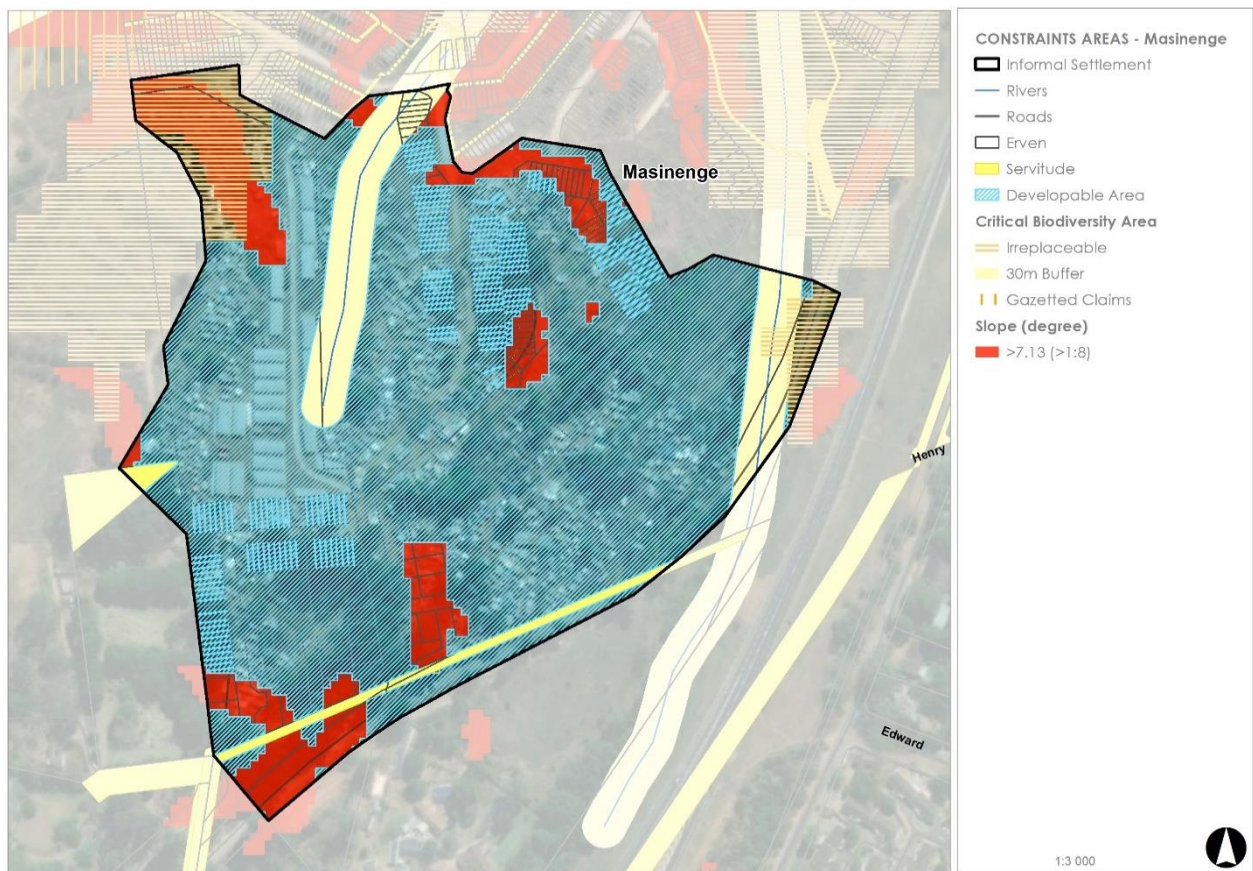 Masinenge
Henry
Edward
CONSTRAINTS AREAS - Masinenge
Informal Settlement
Rivers
Roads
Erven
Servitude
Developable Area
Critical Biodiversity Area
Irreplaceable
30m Buffer
Gazetted Claims
Slope (degree)
>7.13 (>1:8)
1:3 000